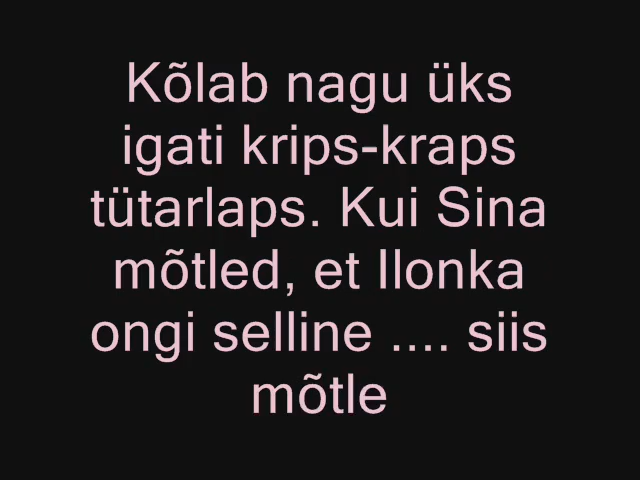 Kõlab nagu üks
igati krips-kraps
tütarlaps. Kui Sina
mõtled, et Ilonka
ongi selline .... siis
mõtle